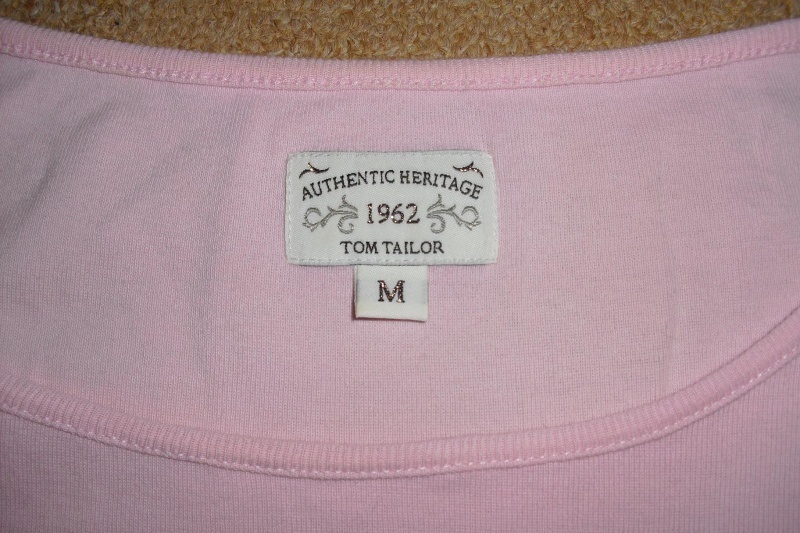 AUTHENTIC HERITAGE
1962
TOM TAILOR
M